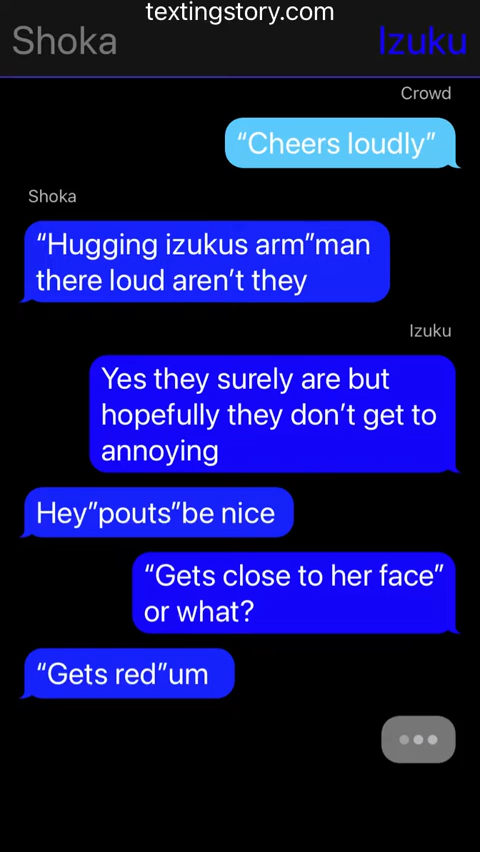 textingstory.com
Shoka
Izuku
Crowd
“Cheers loudly”
Shoka
“Hugging izukus arm”man
there loud aren’t they
Izuku
Yes they surely are but
hopefully they don’t get to
annoying
Hey”pouts”be nice
“Gets close to her face”
or what?
“Gets red”um